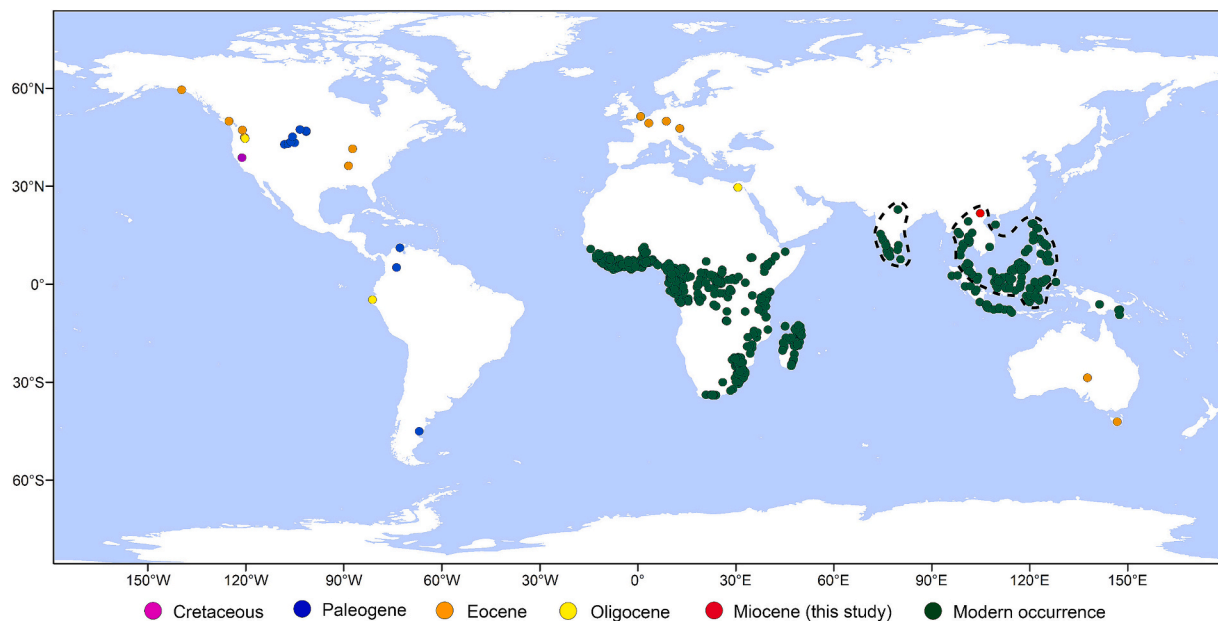 60°N
30°N
0°
30°S
60°S
150°W 120°W 90°W 60°W 30°W 0° 30°E 60°E 90°E 120°E 150°E
Cretaceous Paleogene Eocene Oligocene Miocene (this study) Modern occurrence